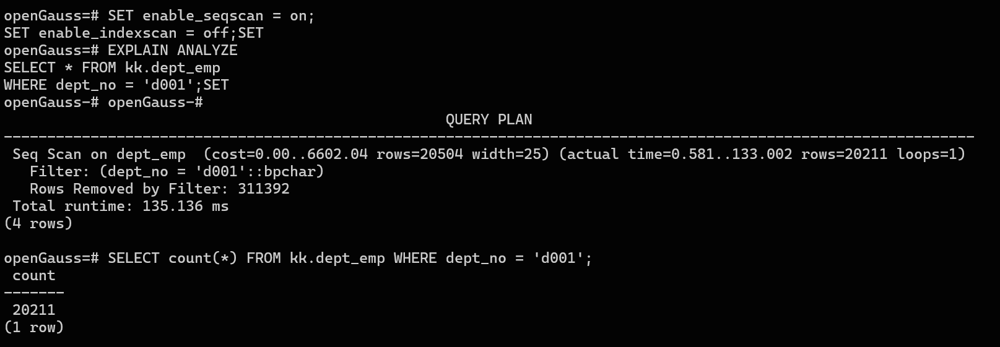 openGauss=# SET enable_seqscan = on;
SET enable_indexscan = off;SET
openGauss=# EXPLAIN ANALYZE
SELECT * FROM kk.dept_emp
WHERE dept_no = 'd001';SET
openGauss-# openGauss-#
QUERY PLAN
----------------------------------------------------------------------------------------------------------------
Seq Scan on dept_emp  (cost=0.00..6602.04 rows=20504 width=25) (actual time=0.581..133.002 rows=20211 loops=1)
Filter: (dept_no = 'd001'::bpchar)
Rows Removed by Filter: 311392
Total runtime: 135.136 ms
(4 rows)
openGauss=# SELECT count(*) FROM kk.dept_emp WHERE dept_no = 'd001';
count
-------
20211
(1 row)